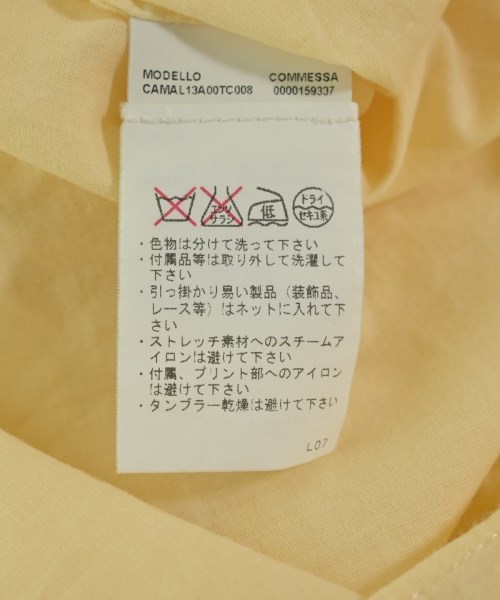 MODELLO COMMESSA
CAMAL13A00TC008 0000159337
エンソ サラシ 低 ドライ セキユ系
・色物は分けて洗って下さい
・付属品等は取り外して洗濯して
下さい
・引っ掛かり易い製品（装飾品、
レース等）はネットに入れて下
さい
・ストレッチ素材へのスチームア
イロンは避けて下さい
・付属、プリント部へのアイロン
は避けて下さい
・タンブラー乾燥は避けて下さい
L07